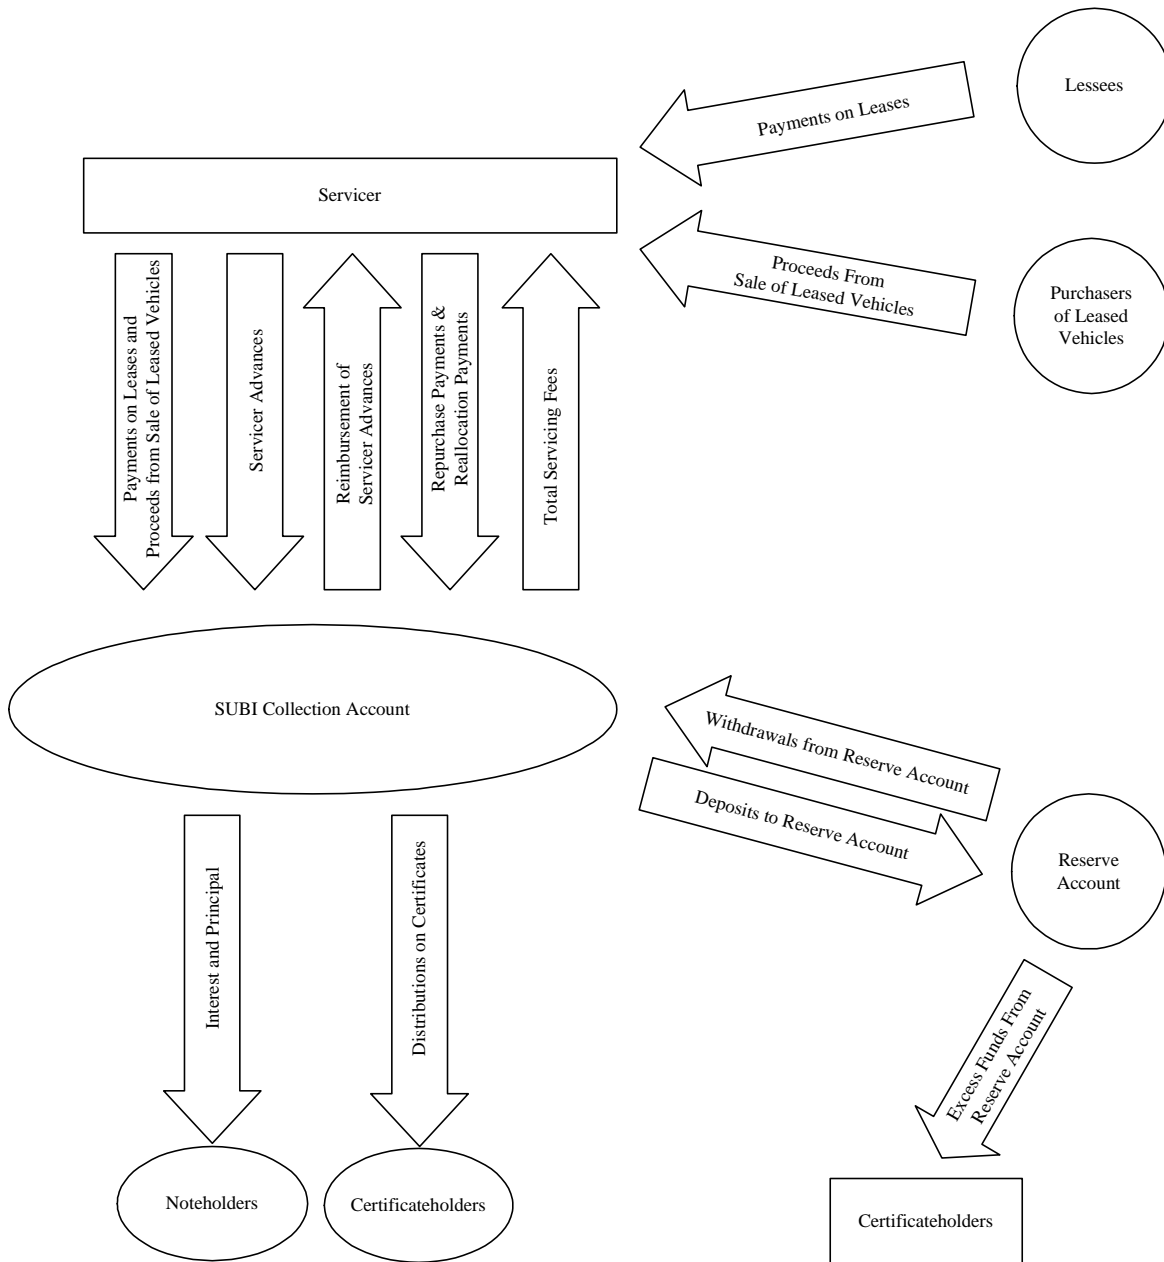 Lessees
Payments on Leases
Servicer
Proceeds From
Sale of Leased Vehicles
Purchasers
of Leased
Vehicles
Payments on Leases and
Proceeds from Sale of Leased Vehicles
Servicer Advances
Reimbursement of
Servicer Advances
Repurchase Payments &
Reallocation Payments
Total Servicing Fees
SUBI Collection Account
Withdrawals from Reserve Account
Deposits to Reserve Account
Reserve
Account
Interest and Principal
Distributions on Certificates
Excess Funds From
Reserve Account
Noteholders
Certificateholders
Certificateholders